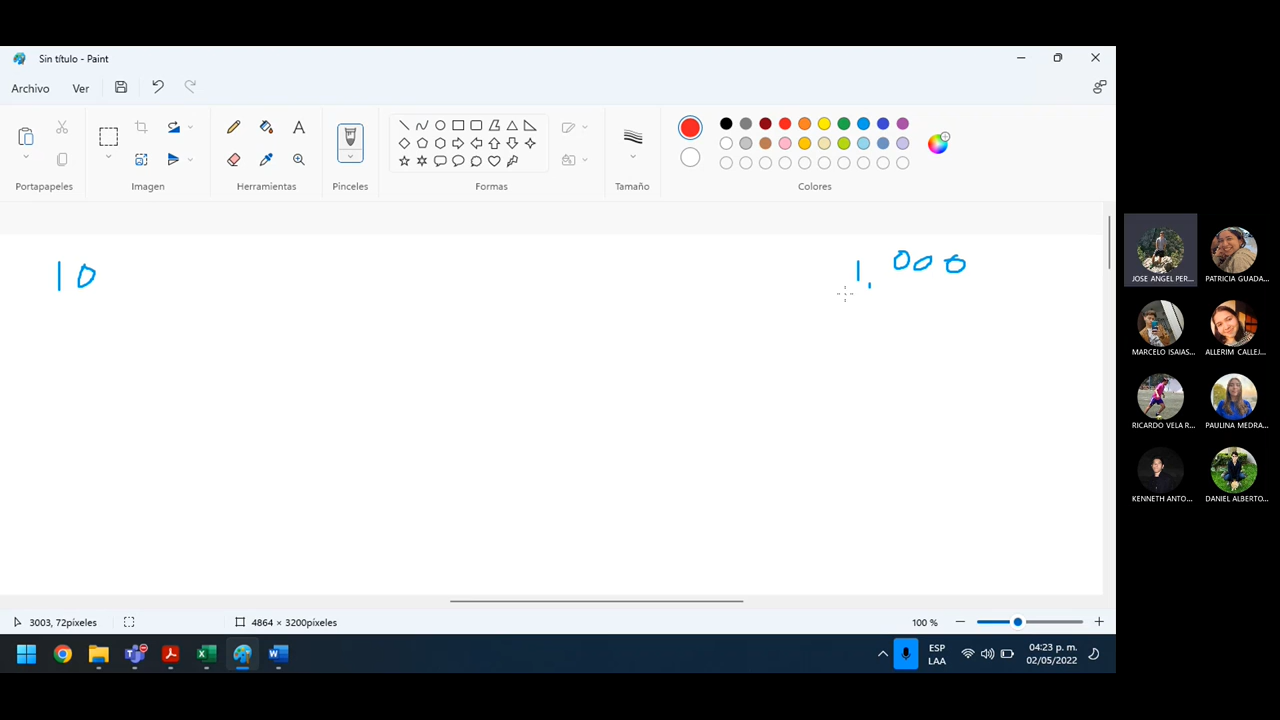 Sin título - Paint
Archivo Ver
Portapapeles Imagen Herramientas Pinceles Formas Tamaño Colores
10 1,000
JOSE ANGEL PER... PATRICIA GUADA...
MARCELO ISAIAS... ALLERIM CALLEJ...
RICARDO VELA R... PAULINA MEDRA...
KENNETH ANTO... DANIEL ALBERTO...
3003, 72píxeles 4864 × 3200píxeles 100 %
ESP 04:23 p. m.
LAA 02/05/2022